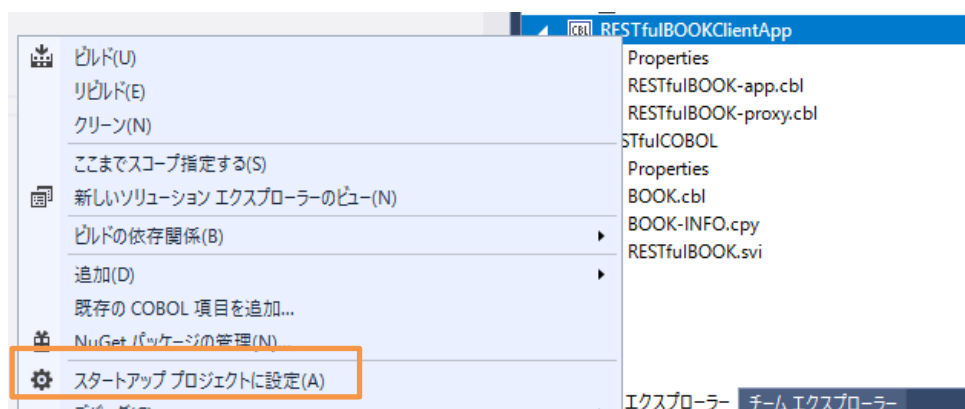 ビルド(U)
リビルド(E)
クリーン(N)
ここまでスコープ指定する(S)
新しいソリューション エクスプローラーのビュー(N)
ビルドの依存関係(B)
追加(D)
既存の COBOL 項目を追加...
NuGet パッケージの管理(N)...
スタートアップ プロジェクトに設定(A)
CBL RESTfulBOOKClientApp
Properties
RESTfulBOOK-app.cbl
RESTfulBOOK-proxy.cbl
STfulCOBOL
Properties
BOOK.cbl
BOOK-INFO.cpy
RESTfulBOOK.svi
エクスプローラー チーム エクスプローラー